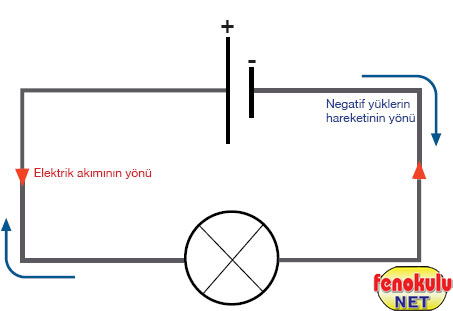 +
-
Negatif yüklerin
hareketinin yönü
Elektrik akımının yönü
fenokulu
NET